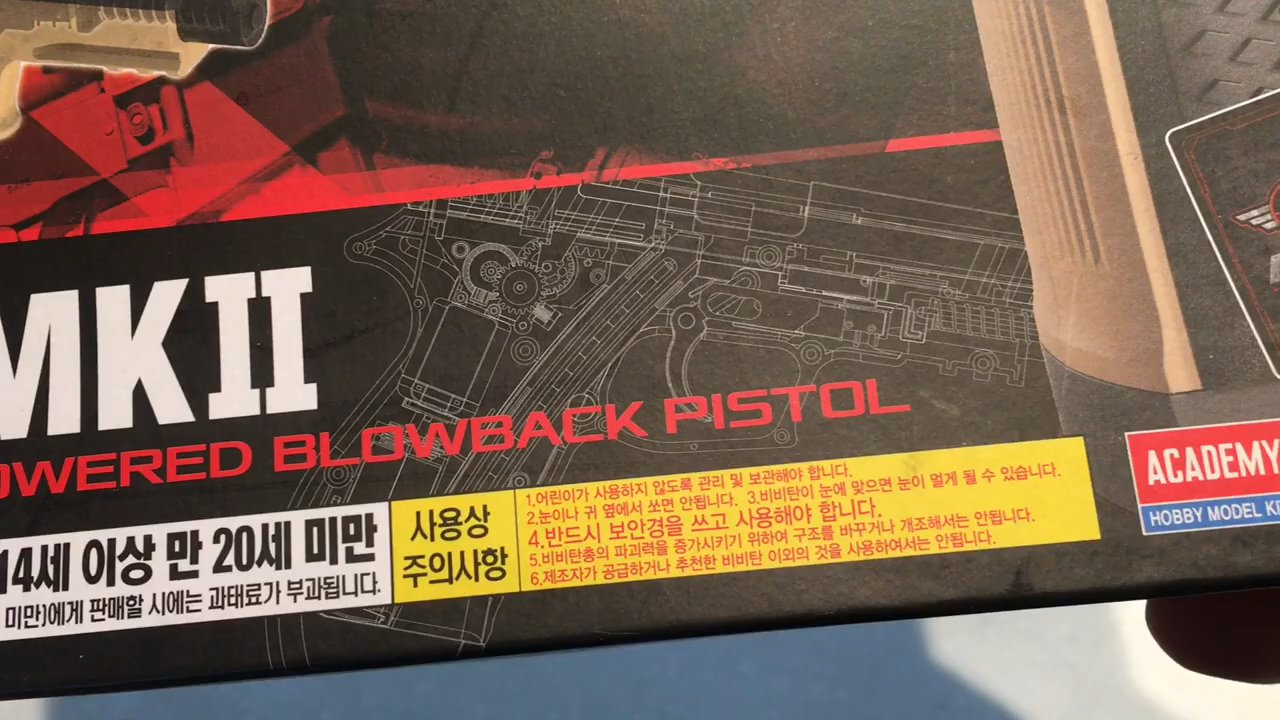 MKII
OWERED BLOWBACK PISTOL
14세 이상 만 20세 미만
미만)에게 판매할 시에는 과태료가 부과됩니다.
사용상
주의사항
1.어린이가 사용하지 않도록 관리 및 보관해야 합니다.
2.눈이나 귀 옆에서 쏘면 안됩니다. 3.비비탄이 눈에 맞으면 눈이 멀게 될 수 있습니다.
4.반드시 보안경을 쓰고 사용해야 합니다.
5.비비탄총의 파괴력을 증가시키기 위하여 구조를 바꾸거나 개조해서는 안됩니다.
6.제조자가 공급하거나 추천한 비비탄 이외의 것을 사용하여서는 안됩니다.
ACADEMY
HOBBY MODEL KI